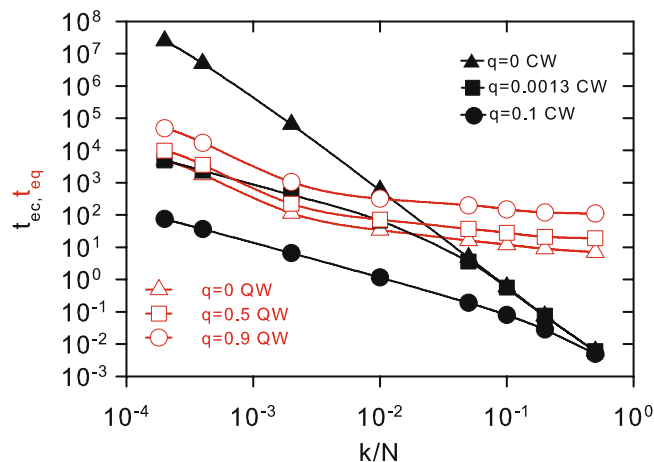 10^8
10^7
10^6
10^5
10^4
10^3
10^2
10^1
10^0
10^-1
10^-2
10^-3
t_ec, t_eq
q=0 CW
q=0.0013 CW
q=0.1 CW
q=0 QW
q=0.5 QW
q=0.9 QW
10^-4 10^-3 10^-2 10^-1 10^0
k/N